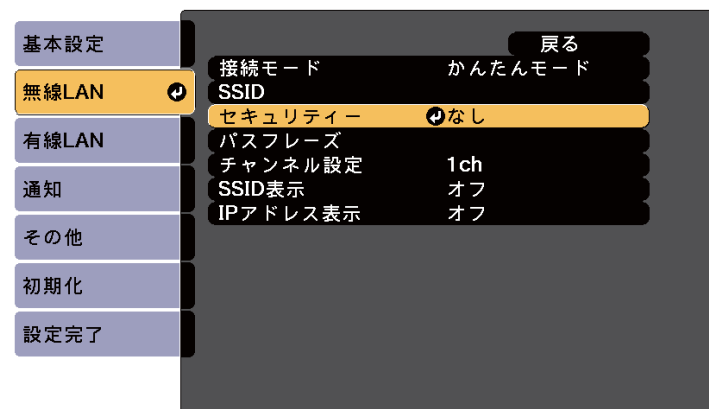 基本設定
無線LAN
有線LAN
通知
その他
初期化
設定完了
戻る
接続モード かんたんモード
SSID
セキュリティー なし
パスフレーズ
チャンネル設定 1ch
SSID表示 オフ
IPアドレス表示 オフ